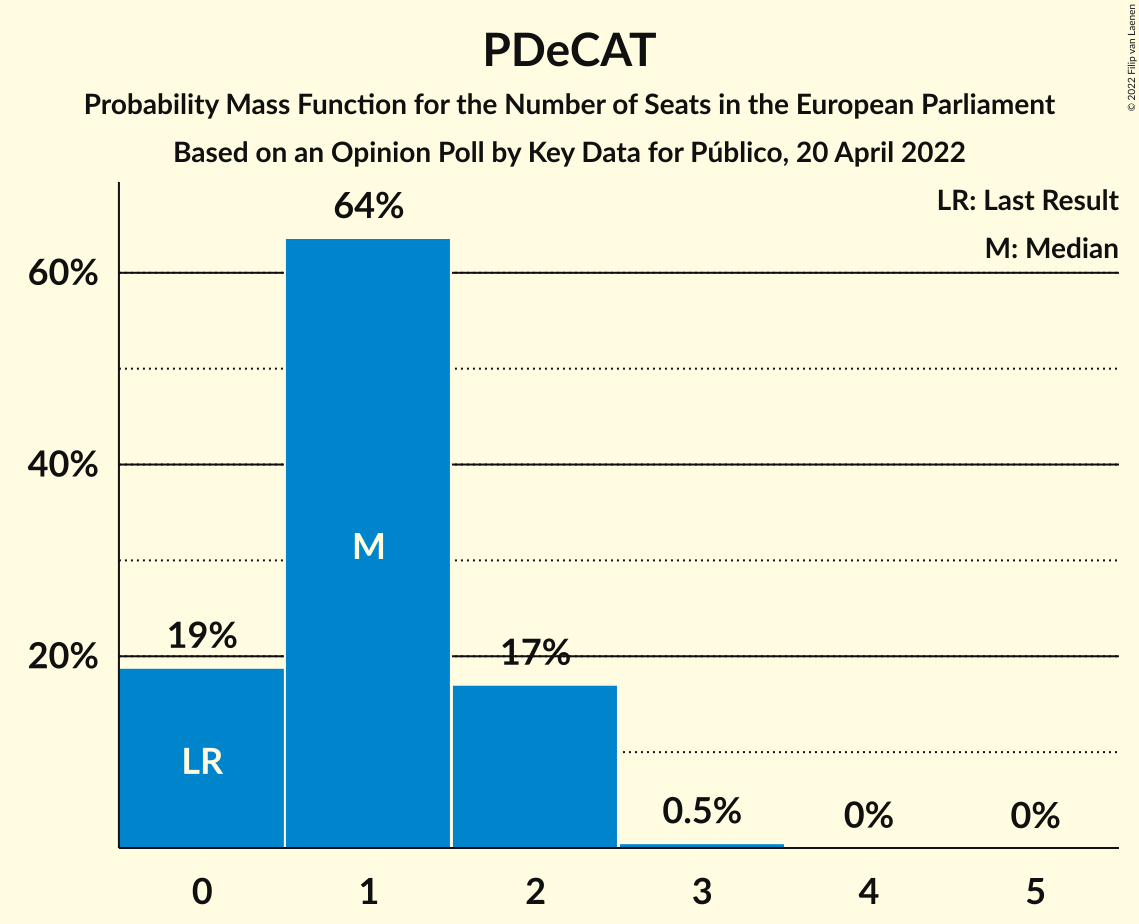 PDeCAT
Probability Mass Function for the Number of Seats in the European Parliament
Based on an Opinion Poll by Key Data for Público, 20 April 2022
© 2022 Filip van Laenen
LR: Last Result
M: Median
64%
60%
40%
M
19%
17%
20%
LR
0.5%
0%
0%
0
1
2
3
4
5